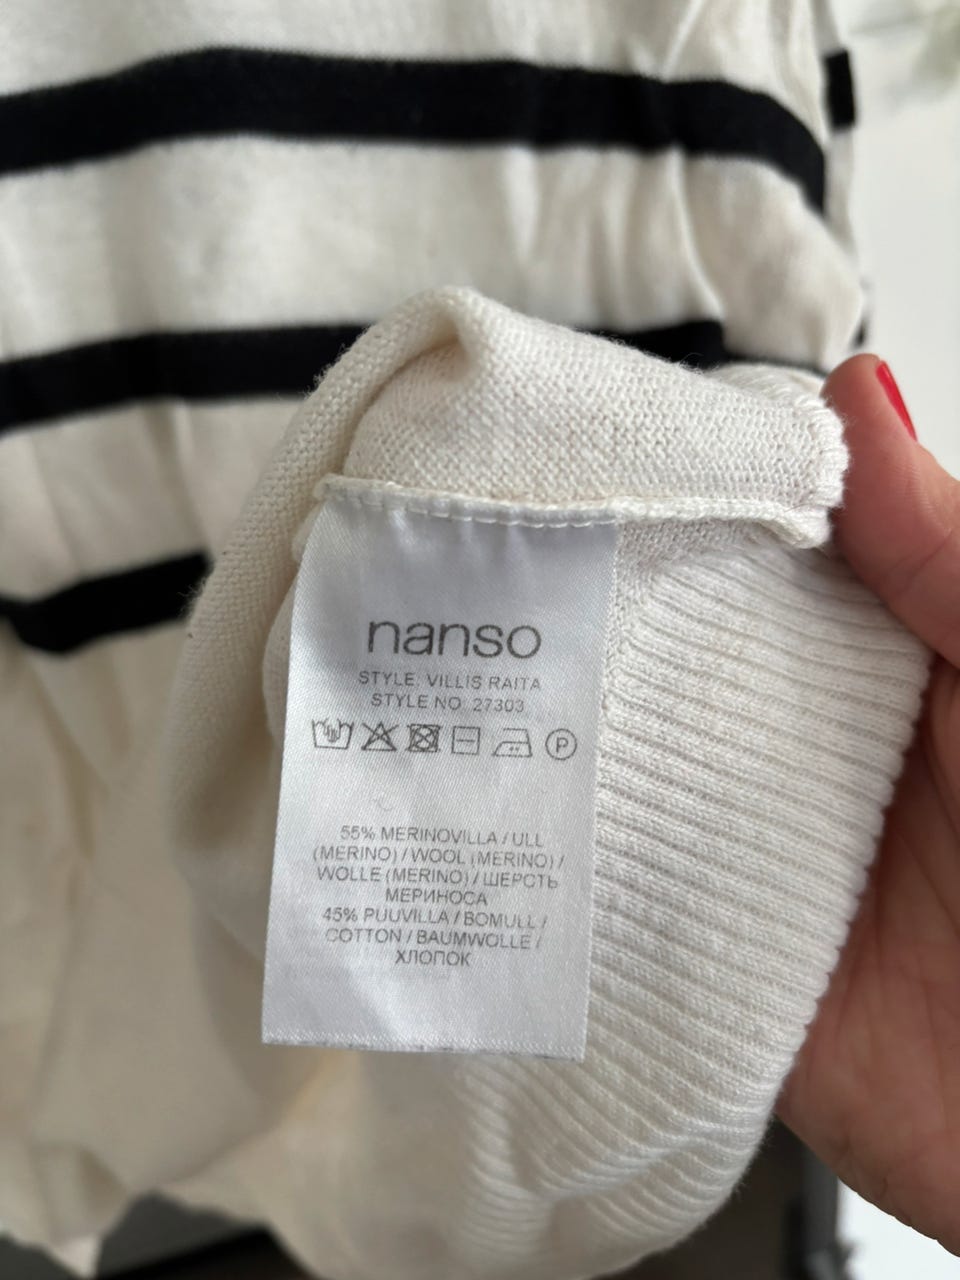 nanso
STYLE: VILLIS RAITA
STYLE NO. 27303
P
55% MERINOVILLA / ULL
(MERINO) / WOOL (MERINO) /
WOLLE (MERINO) / ШЕРСТЬ
МЕРИНОСА
45% PUUVILLA / BOMULL /
COTTON / BAUMWOLLE /
ХЛОПОК